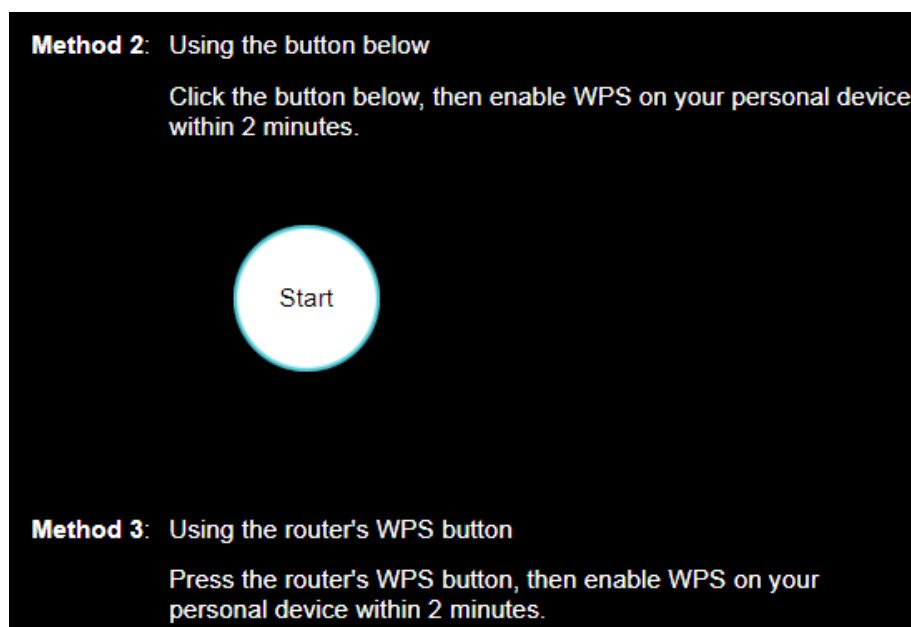 Method 2: Using the button below
Click the button below, then enable WPS on your personal device
within 2 minutes.
Start
Method 3: Using the router's WPS button
Press the router's WPS button, then enable WPS on your
personal device within 2 minutes.